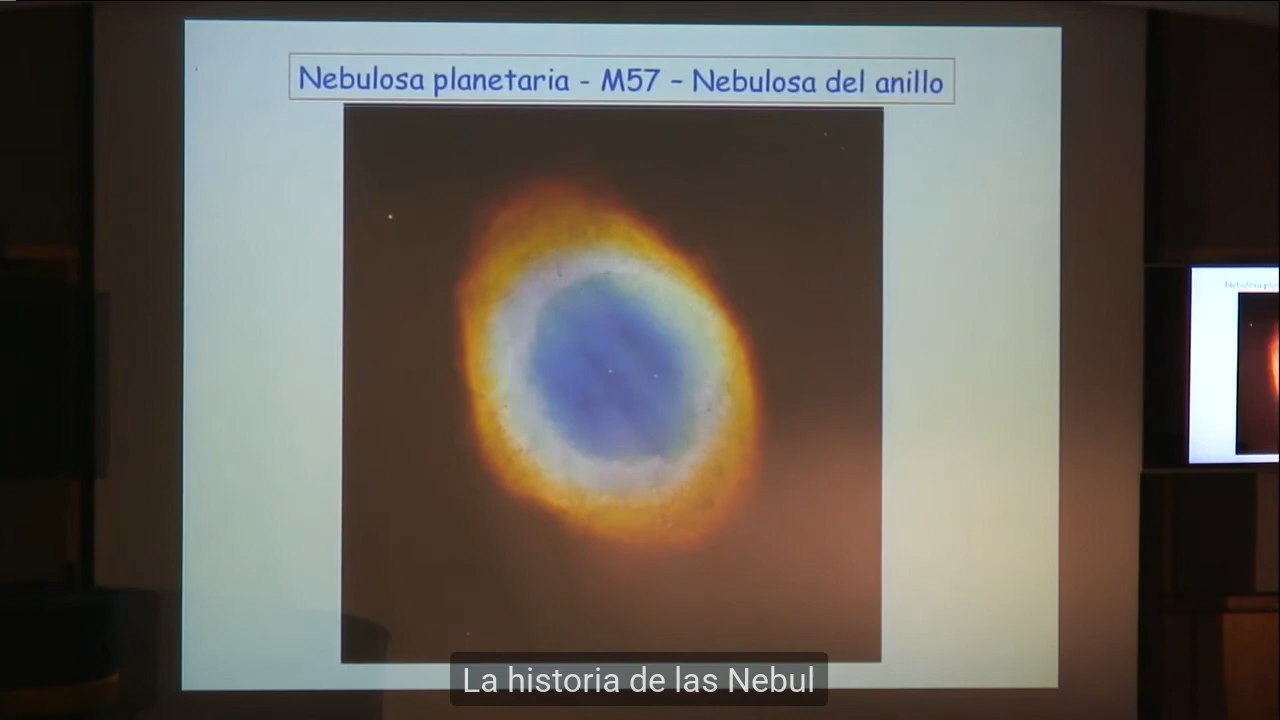 Nebulosa planetaria - M57 - Nebulosa del anillo
La historia de las Nebul